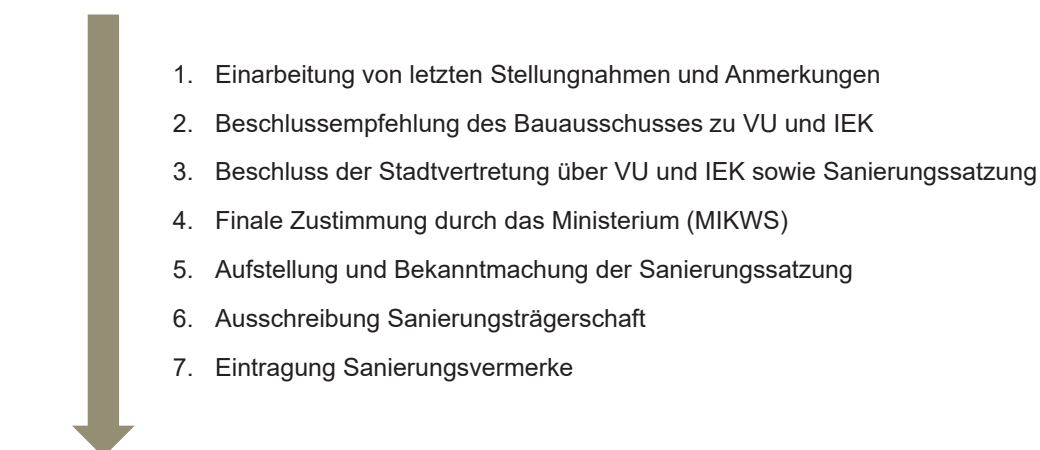 1. Einarbeitung von letzten Stellungnahmen und Anmerkungen
2. Beschlussempfehlung des Bauausschusses zu VU und IEK
3. Beschluss der Stadtvertretung über VU und IEK sowie Sanierungssatzung
4. Finale Zustimmung durch das Ministerium (MIKWS)
5. Aufstellung und Bekanntmachung der Sanierungssatzung
6. Ausschreibung Sanierungsträgerschaft
7. Eintragung Sanierungsvermerke